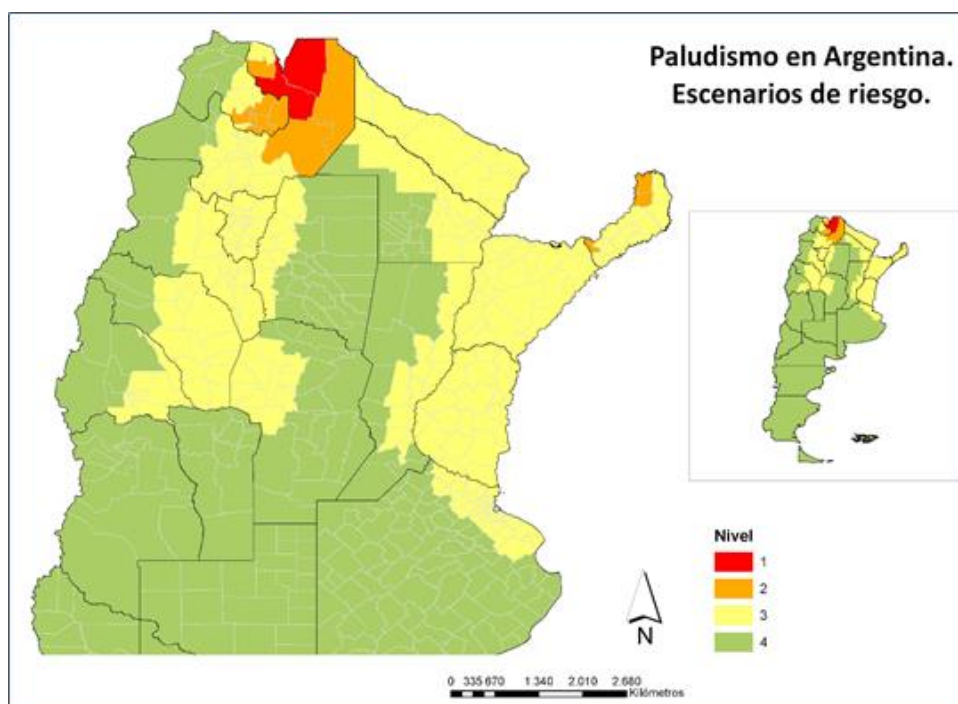 Paludismo en Argentina.
Escenarios de riesgo.
Nivel
1
2
3
4
N
0 335 670 1.340 2.010 2.680
Kilómetros